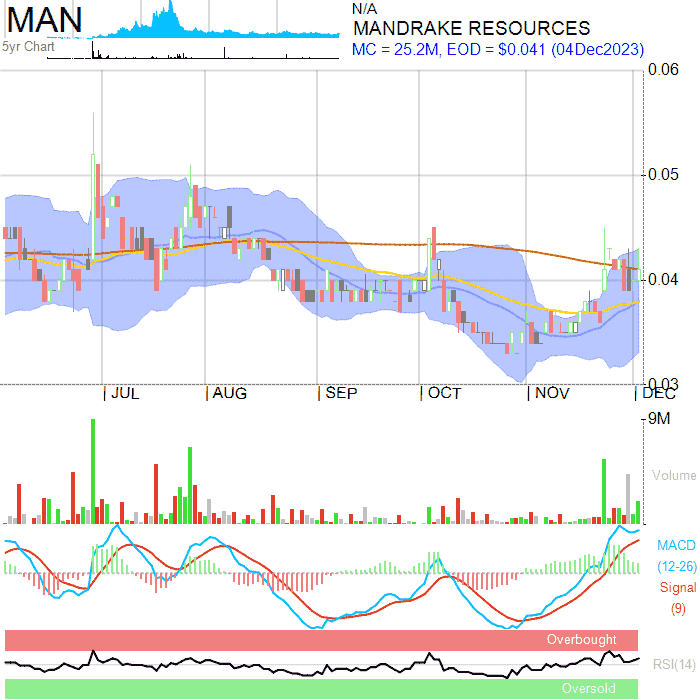 MAN
5yr Chart
N/A
MANDRAKE RESOURCES
MC = 25.2M, EOD = $0.041 (04Dec2023)
0.06
0.05
0.04
0.03
JUL
AUG
SEP
OCT
NOV
DEC
9M
Volume
MACD
(12-26)
Signal
(9)
Overbought
RSI(14)
Oversold